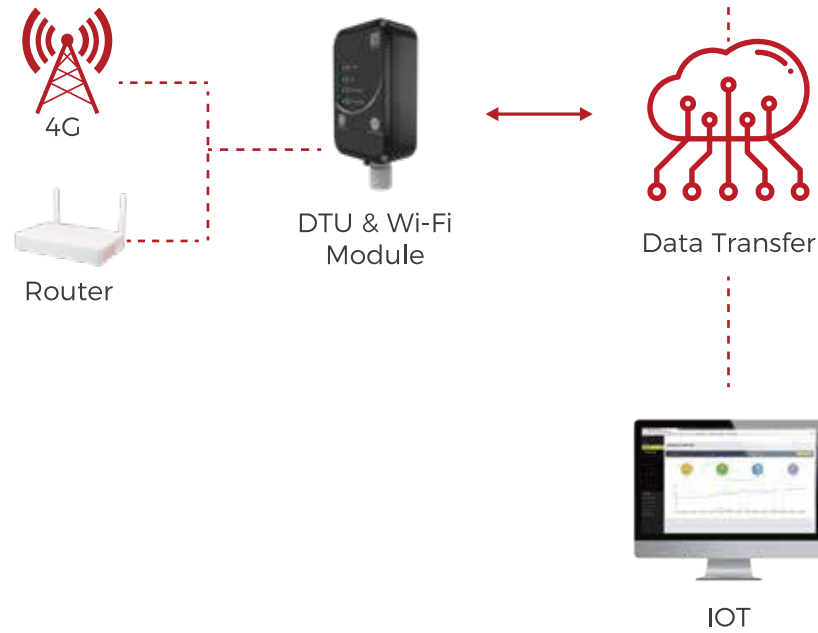 4G
DTU & Wi-Fi
Module
Data Transfer
Router
IOT